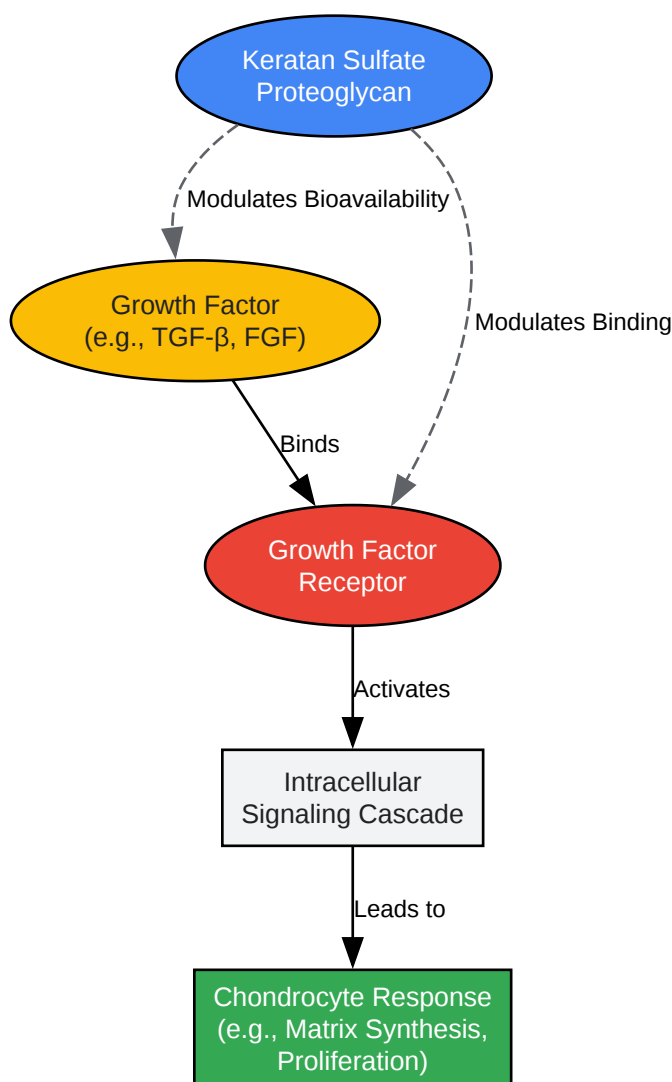 Keratan Sulfate
Proteoglycan
Modulates Bioavailability
Growth Factor
(e.g., TGF-β, FGF)
Modulates Binding
Binds
Growth Factor
Receptor
Activates
Intracellular
Signaling Cascade
Leads to
Chondrocyte Response
(e.g., Matrix Synthesis,
Proliferation)